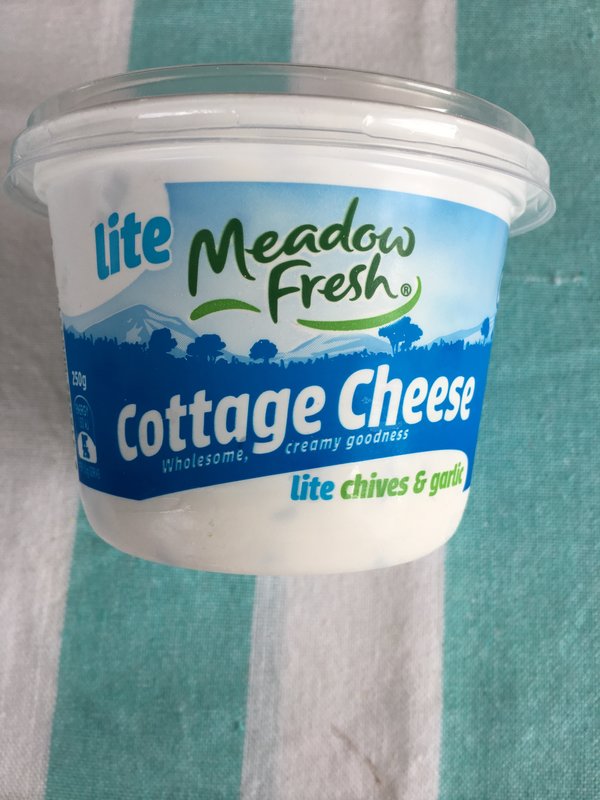 lite
Meadow
Fresh®
250g
Cottage Cheese
Wholesome, creamy goodness
lite chives & garlic